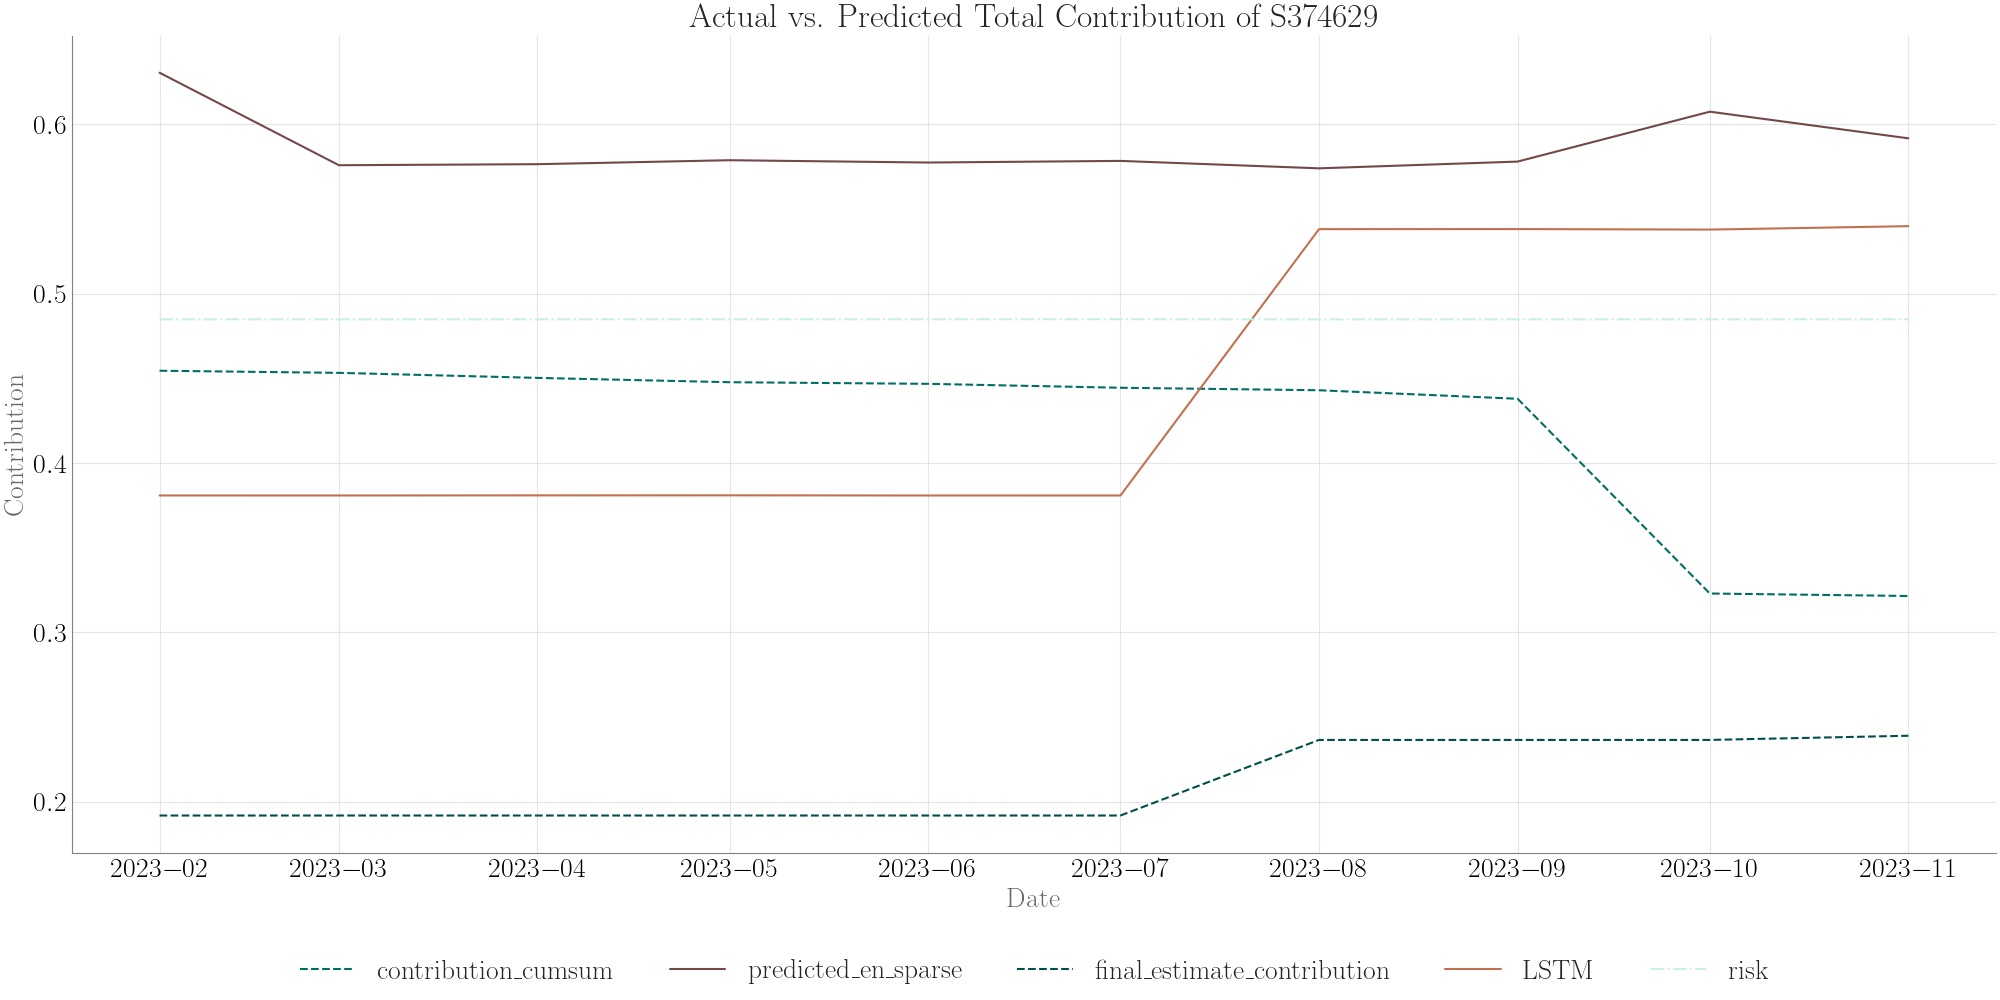 Actual vs. Predicted Total Contribution of S374629
Contribution
0.6
0.5
0.4
0.3
0.2
2023−02 2023−03 2023−04 2023−05 2023−06 2023−07 2023−08 2023−09 2023−10 2023−11
Date
contribution_cumsum predicted_en_sparse final_estimate_contribution LSTM risk